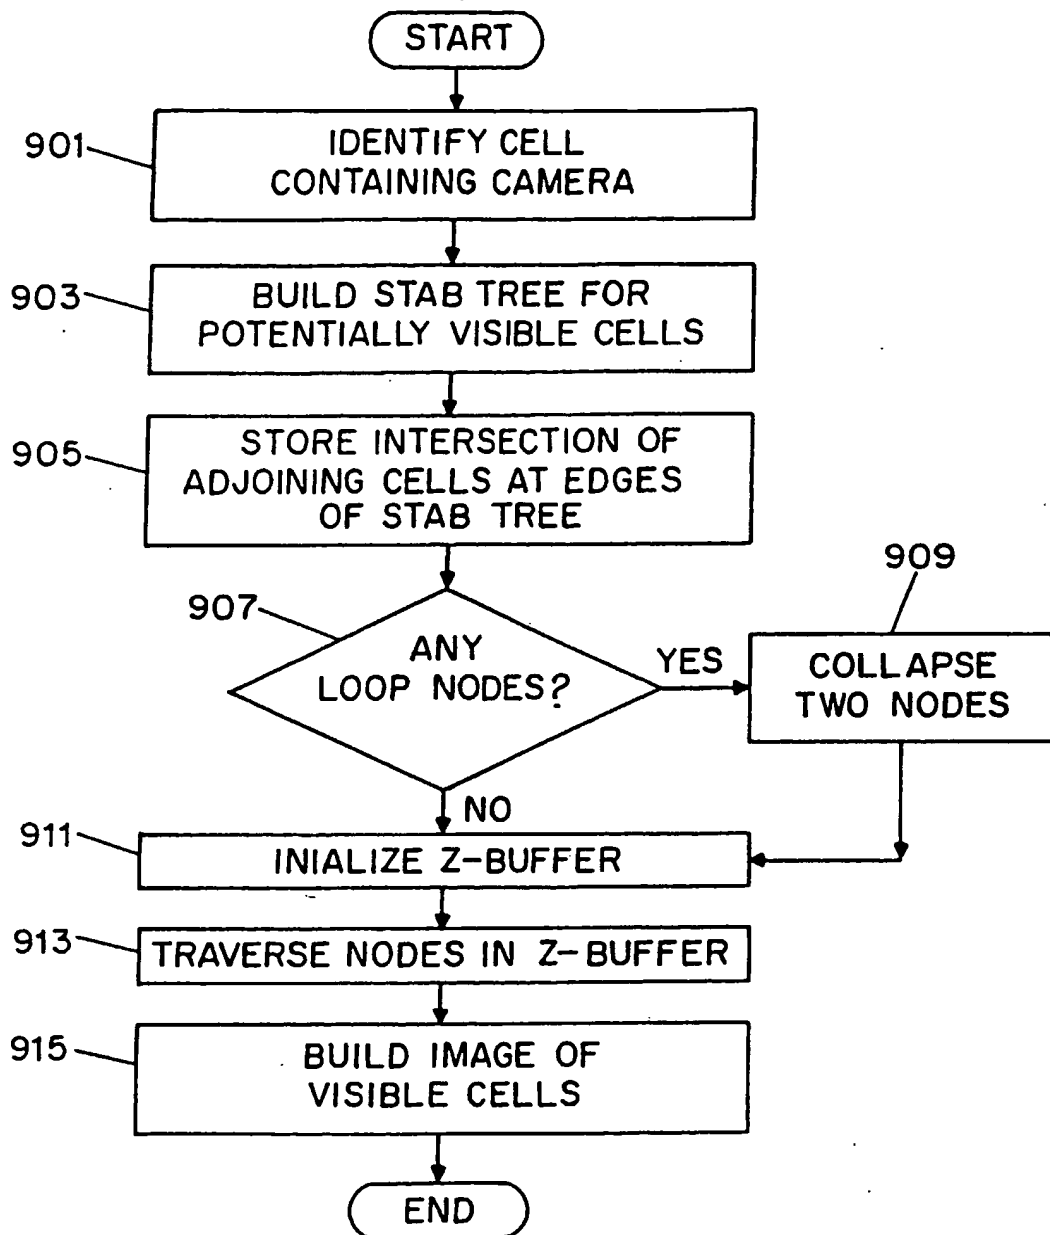 START
901
IDENTIFY CELL
CONTAINING CAMERA
903
BUILD STAB TREE FOR
POTENTIALLY VISIBLE CELLS
905
STORE INTERSECTION OF
ADJOINING CELLS AT EDGES
OF STAB TREE
907
ANY
LOOP NODES?
YES
909
COLLAPSE
TWO NODES
NO
911
INIALIZE Z-BUFFER
913
TRAVERSE NODES IN Z-BUFFER
915
BUILD IMAGE OF
VISIBLE CELLS
END